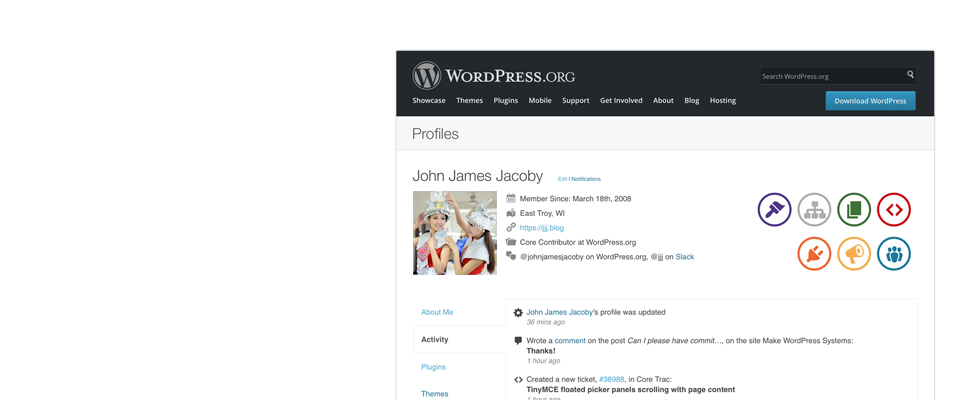 WORDPRESS.ORG
Search WordPress.org
Showcase Themes Plugins Mobile Support Get Involved About Blog Hosting
Download WordPress
Profiles
John James Jacoby
Edit | Notifications
Member Since: March 18th, 2008
East Troy, WI
https://jjj.blog
Core Contributor at WordPress.org
@johnjamesjacoby on WordPress.org, @jjj on Slack
About Me
Activity
Plugins
Themes
John James Jacoby's profile was updated
36 mins ago
Wrote a comment on the post Can I please have commit…, on the site Make WordPress Systems:
Thanks!
1 hour ago
Created a new ticket, #38988, in Core Trac:
TinyMCE floated picker panels scrolling with page content
1 hour ago